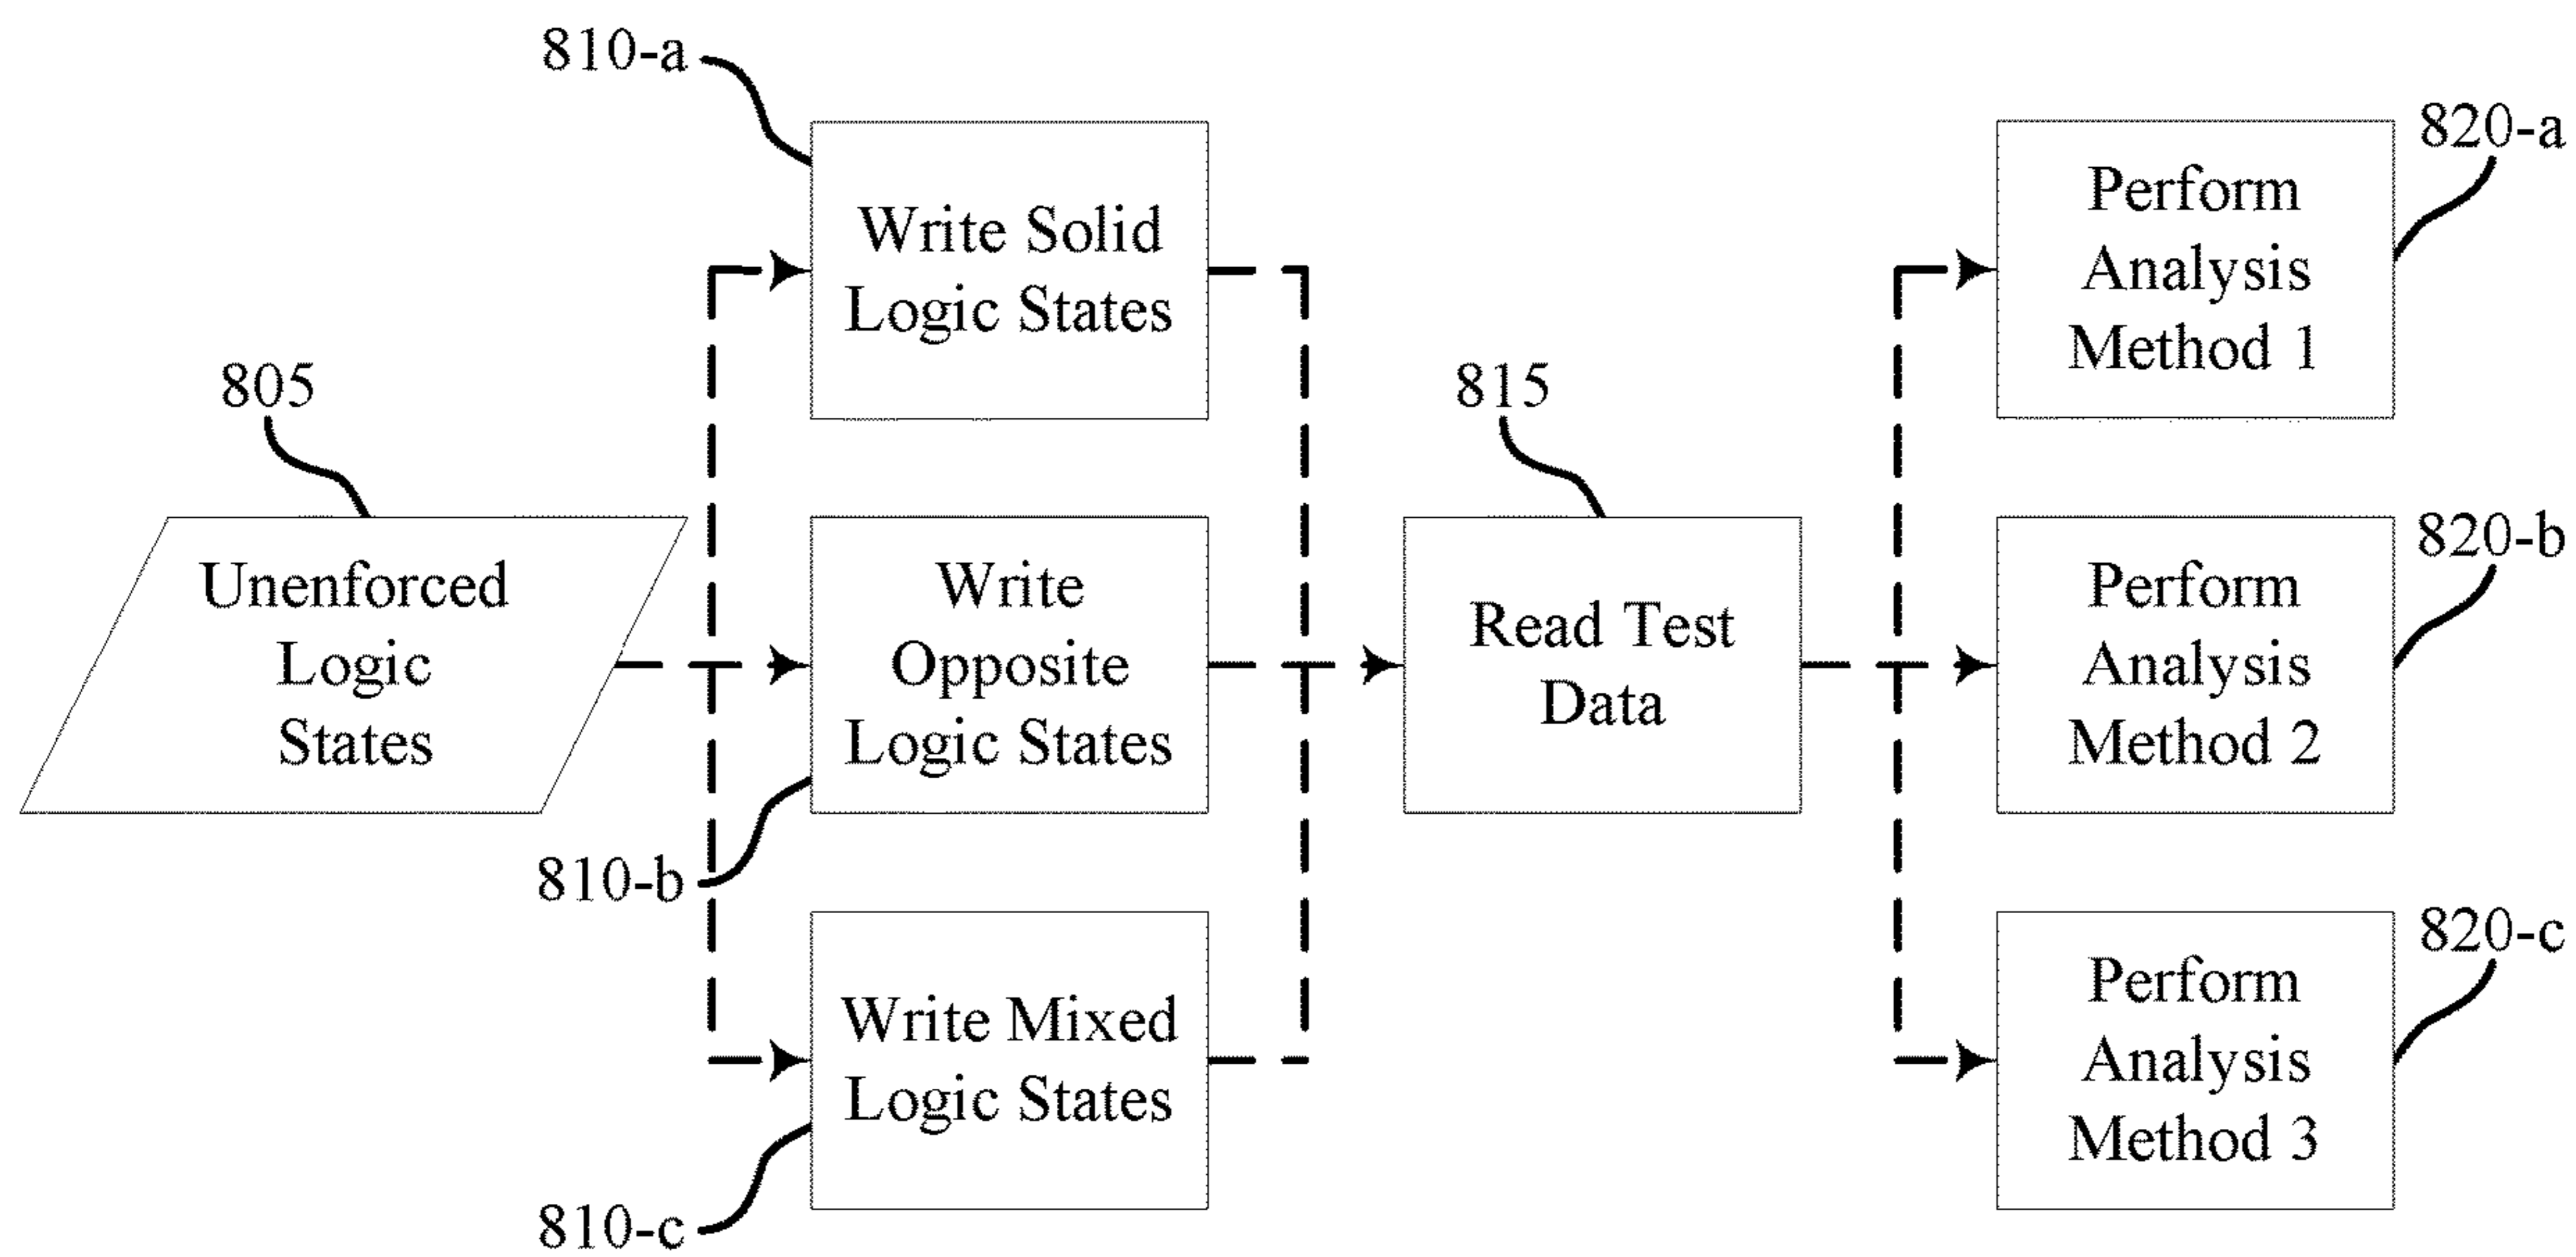 810-a
Write Solid
Logic States
805
Unenforced
Logic
States
810-b
Write
Opposite
Logic States
810-c
Write Mixed
Logic States
815
Read Test
Data
820-a
Perform
Analysis
Method 1
820-b
Perform
Analysis
Method 2
820-c
Perform
Analysis
Method 3